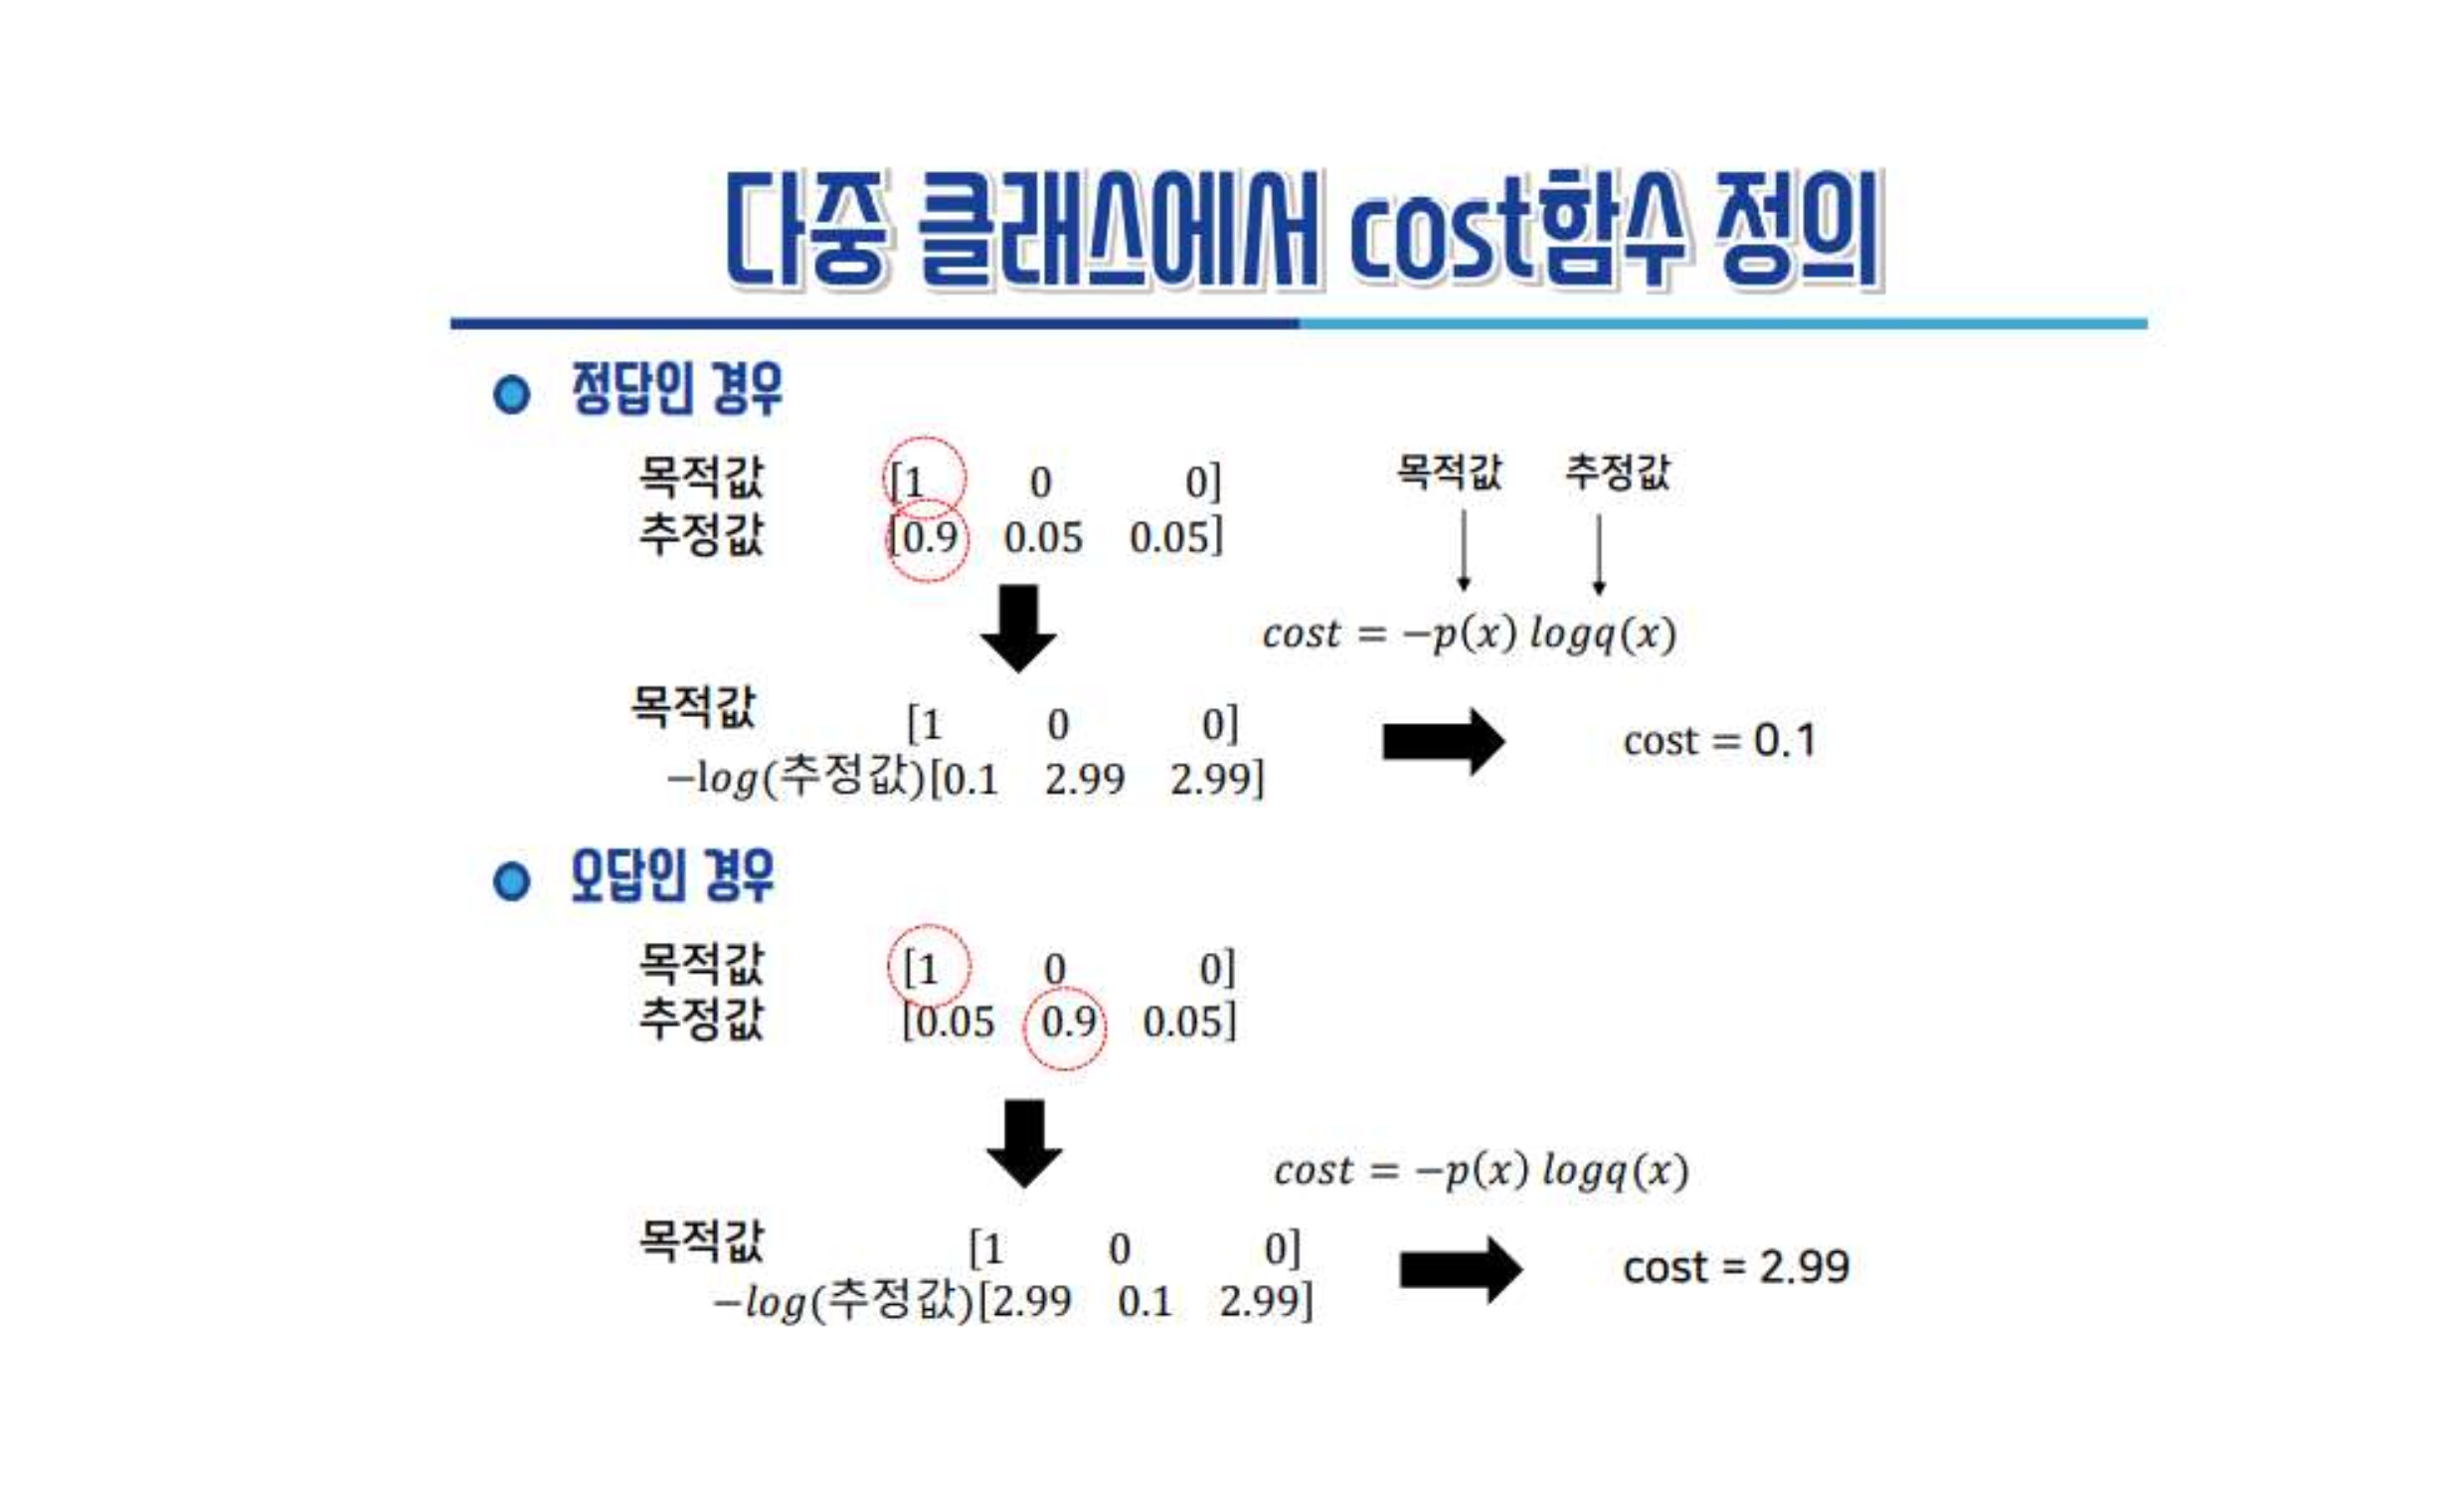 다중 클래스에서 cost함수 정의
정답인 경우
목적값 [1 0 0]
추정값 [0.9 0.05 0.05]
목적값 추정값
cost = −p(x) logq(x)
목적값 [1 0 0]
−log(추정값)[0.1 2.99 2.99]
cost = 0.1
오답인 경우
목적값 [1 0 0]
추정값 [0.05 0.9 0.05]
cost = −p(x) logq(x)
목적값 [1 0 0]
−log(추정값)[2.99 0.1 2.99]
cost = 2.99